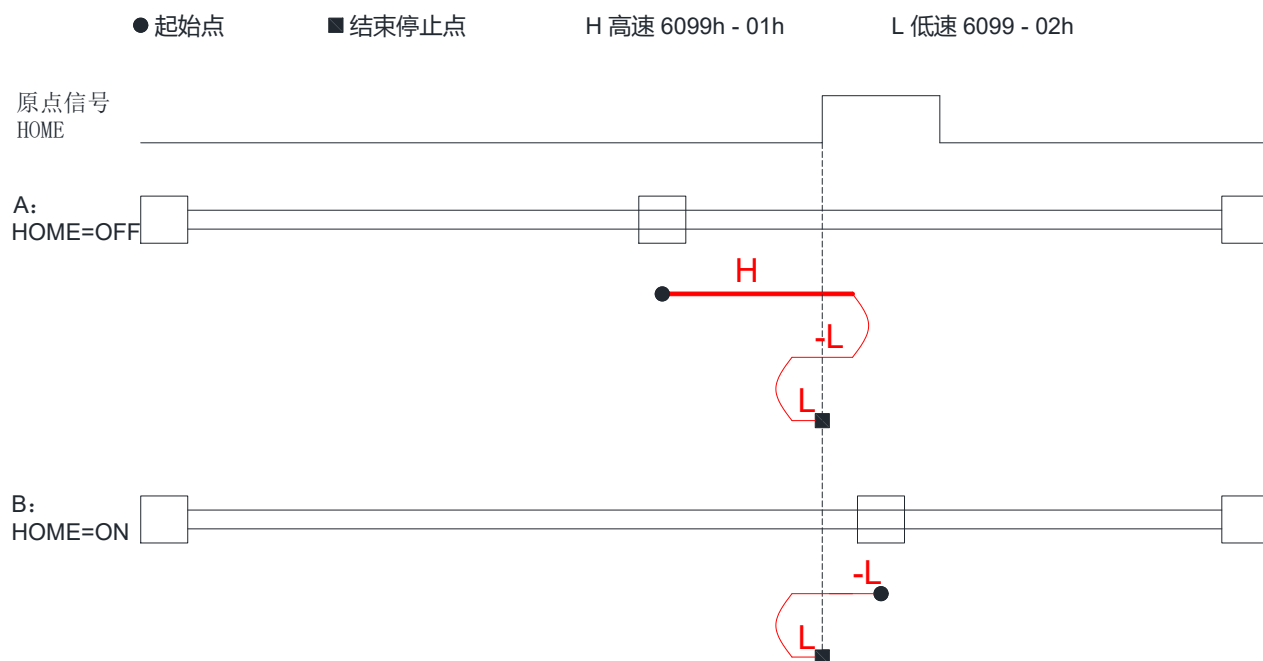 起始点 结束停止点 H 高速 6099h - 01h L 低速 6099 - 02h
原点信号
HOME
A:
HOME=OFF
H
-L
L
B:
HOME=ON
-L
L